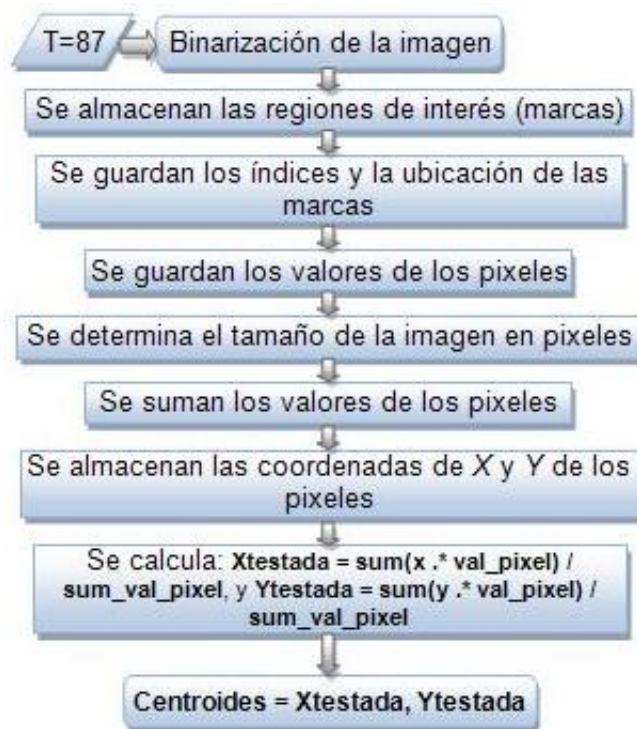 T=87
Binarización de la imagen
Se almacenan las regiones de interés (marcas)
Se guardan los índices y la ubicación de las
marcas
Se guardan los valores de los pixeles
Se determina el tamaño de la imagen en pixeles
Se suman los valores de los pixeles
Se almacenan las coordenadas de X y Y de los
pixeles
Se calcula: Xtestada = sum(x .* val_pixel) /
sum_val_pixel, y Ytestada = sum(y .* val_pixel) /
sum_val_pixel
Centroides = Xtestada, Ytestada